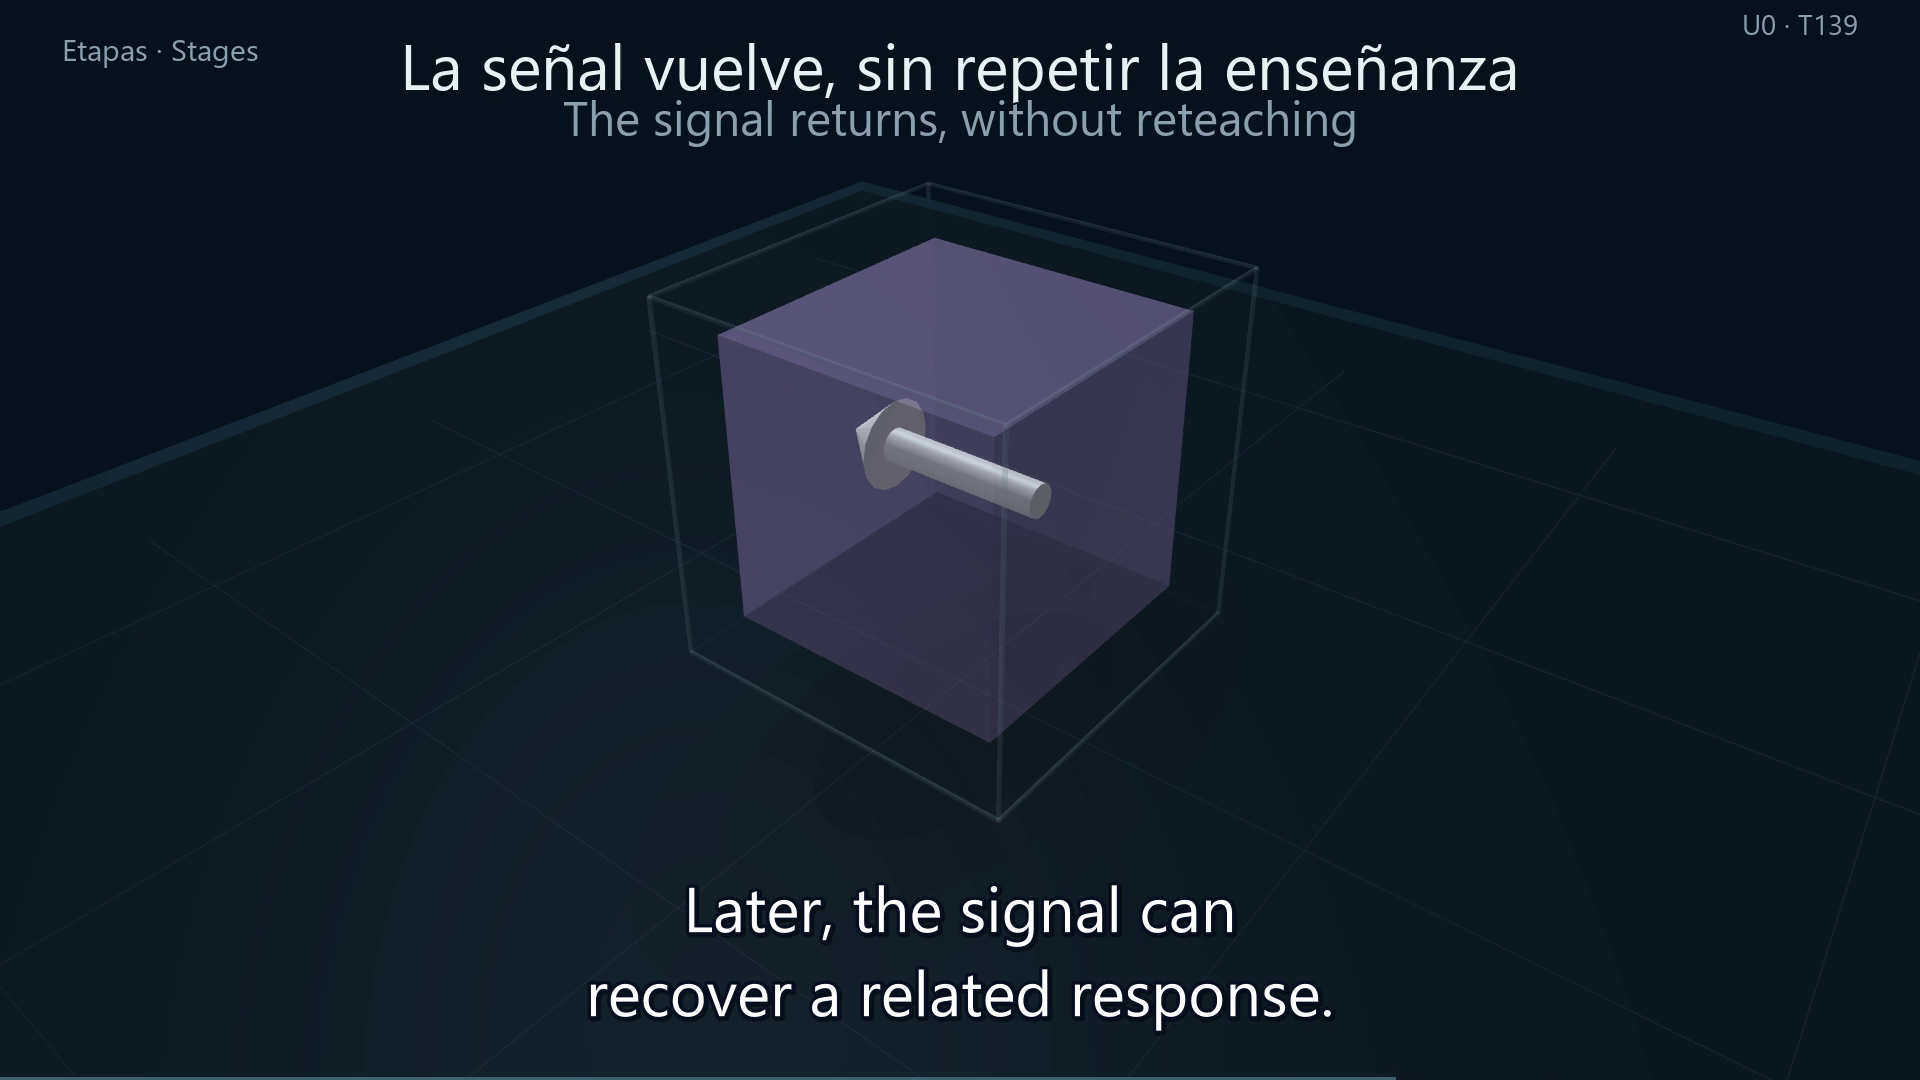 Etapas · Stages
U0 · T139
La señal vuelve, sin repetir la enseñanza
The signal returns, without reteaching
Later, the signal can
recover a related response.